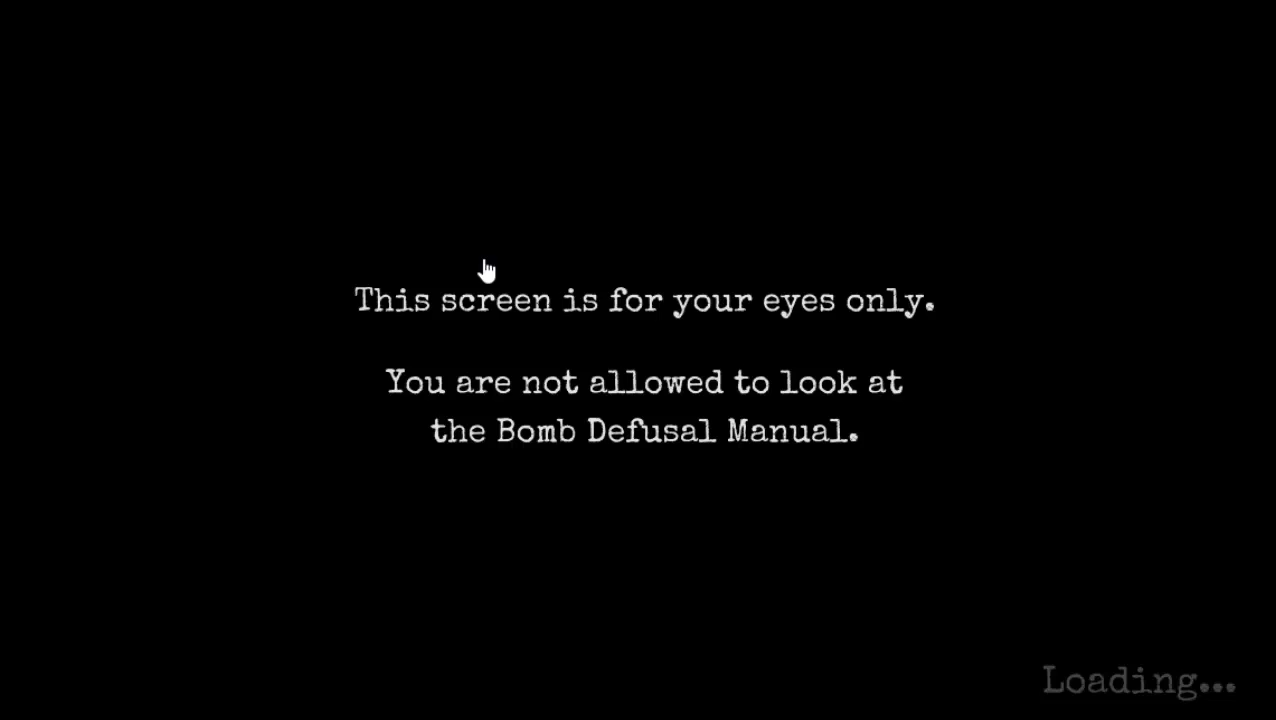 This screen is for your eyes only.
You are not allowed to look at
the Bomb Defusal Manual.
Loading...